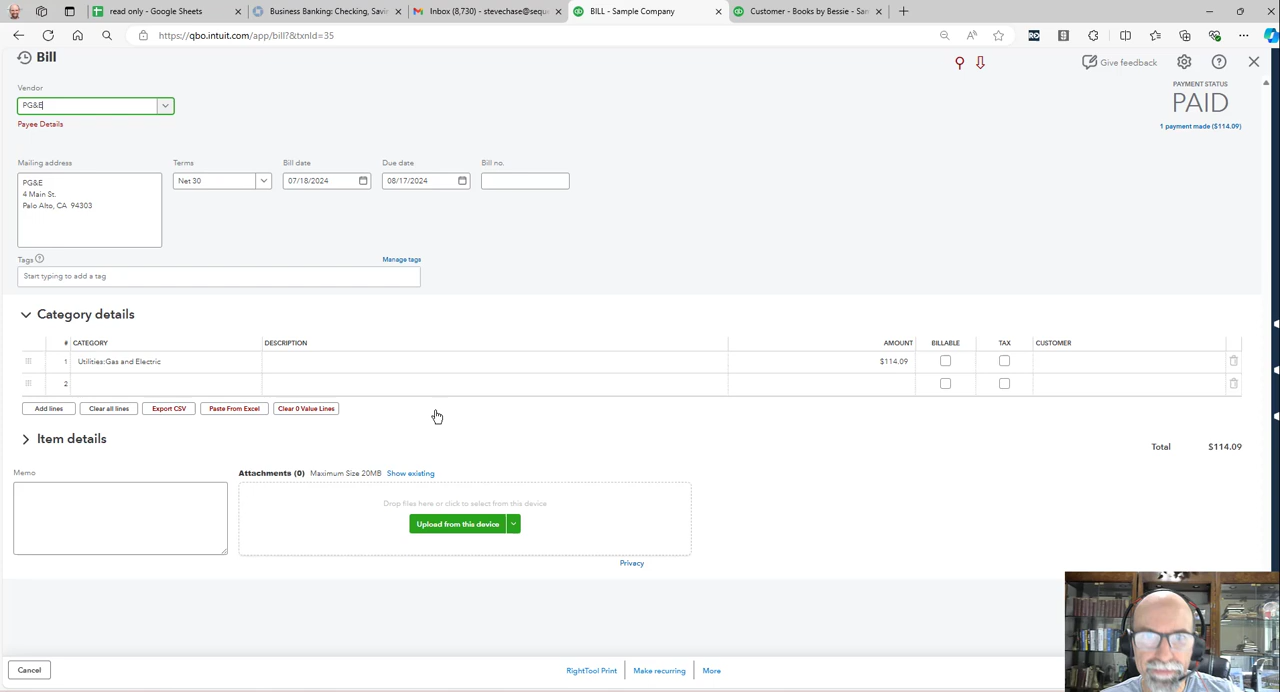 read only - Google Sheets
Business Banking: Checking, Savin
Inbox (8,730) - stevechase@seque
BILL - Sample Company
Customer - Books by Bessie - San
https://qbo.intuit.com/app/bill?&txnId=35
Bill
Give feedback
Vendor
PG&E
Payee Details
PAYMENT STATUS
PAID
1 payment made ($114.09)
Mailing address
Terms
Bill date
Due date
Bill no.
PG&E
4 Main St.
Palo Alto, CA 94303
Net 30
07/18/2024
08/17/2024
Tags
Manage tags
Start typing to add a tag
Category details
# CATEGORY DESCRIPTION AMOUNT BILLABLE TAX CUSTOMER
1 Utilities:Gas and Electric $114.09
2
Add lines
Clear all lines
Export CSV
Paste From Excel
Clear 0 Value Lines
Item details
Total $114.09
Memo
Attachments (0) Maximum Size 20MB Show existing
Drop files here or click to select from this device
Upload from this device
Privacy
Cancel
RightTool Print
Make recurring
More